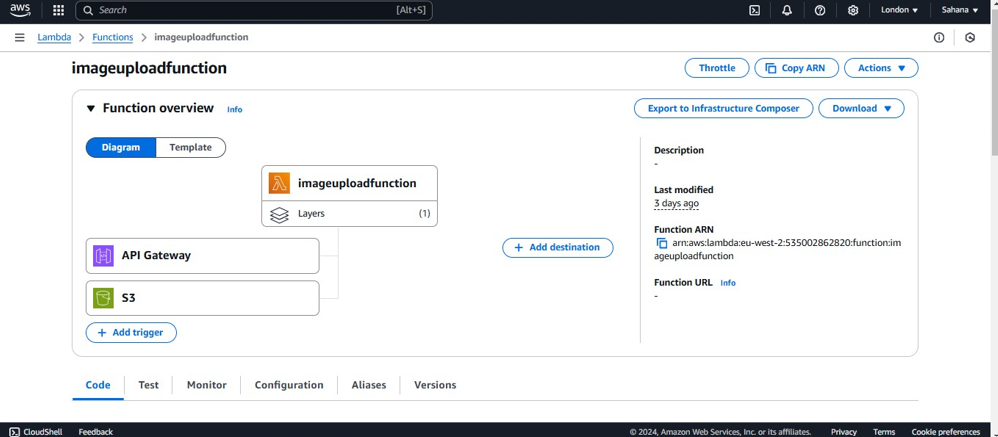 aws
Search
[Alt+S]
London
Sahana
Lambda
Functions
imageuploadfunction
imageuploadfunction
Throttle
Copy ARN
Actions
Function overview
Info
Export to Infrastructure Composer
Download
Diagram
Template
imageuploadfunction
Layers
(1)
API Gateway
S3
+ Add trigger
+ Add destination
Description
-
Last modified
3 days ago
Function ARN
arn:aws:lambda:eu-west-2:535002862820:function:im
ageuploadfunction
Function URL
Info
-
Code
Test
Monitor
Configuration
Aliases
Versions
CloudShell
Feedback
© 2024, Amazon Web Services, Inc. or its affiliates.
Privacy
Terms
Cookie preferences